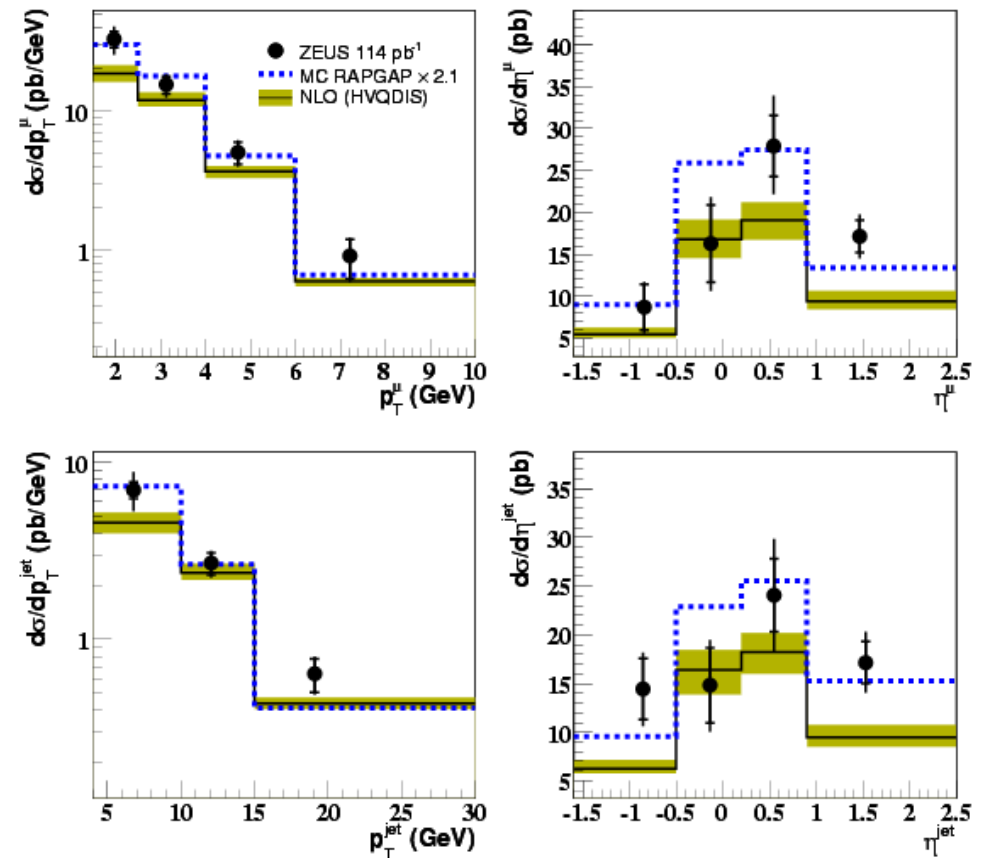 dσ/dp_T^μ (pb/GeV)
10
1
ZEUS 114 pb⁻¹
MC RAPGAP × 2.1
NLO (HVQDIS)
2 3 4 5 6 7 8 9 10
p_T^μ (GeV)
dσ/dη^μ (pb)
40
35
30
25
20
15
10
5
-1.5 -1 -0.5 0 0.5 1 1.5 2 2.5
η^μ
dσ/dp_T^jet (pb/GeV)
10
1
5 10 15 20 25 30
p_T^jet (GeV)
dσ/dη^jet (pb)
35
30
25
20
15
10
5
-1.5 -1 -0.5 0 0.5 1 1.5 2 2.5
η^jet